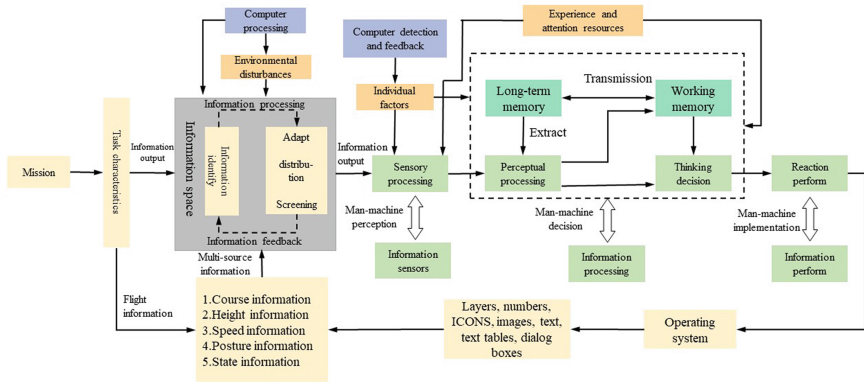 Computer
processing
Environmental
disturbances
Computer detection
and feedback
Individual
factors
Experience and
attention resources
Mission
Task characteristics
Information
output
Information space
Information processing
Information
identify
Adapt
distribu-
tion
Screening
Information feedback
Information
output
Sensory
processing
Long-term
memory
Transmission
Working
memory
Extract
Perceptual
processing
Thinking
decision
Reaction
perform
Man-machine
perception
Man-machine
decision
Man-machine
implementation
Information
sensors
Information
processing
Information
perform
Multi-source
information
Flight
information
1.Course information
2.Height information
3.Speed information
4.Posture information
5.State information
Layers, numbers,
ICONS, images, text,
text tables, dialog
boxes
Operating
system